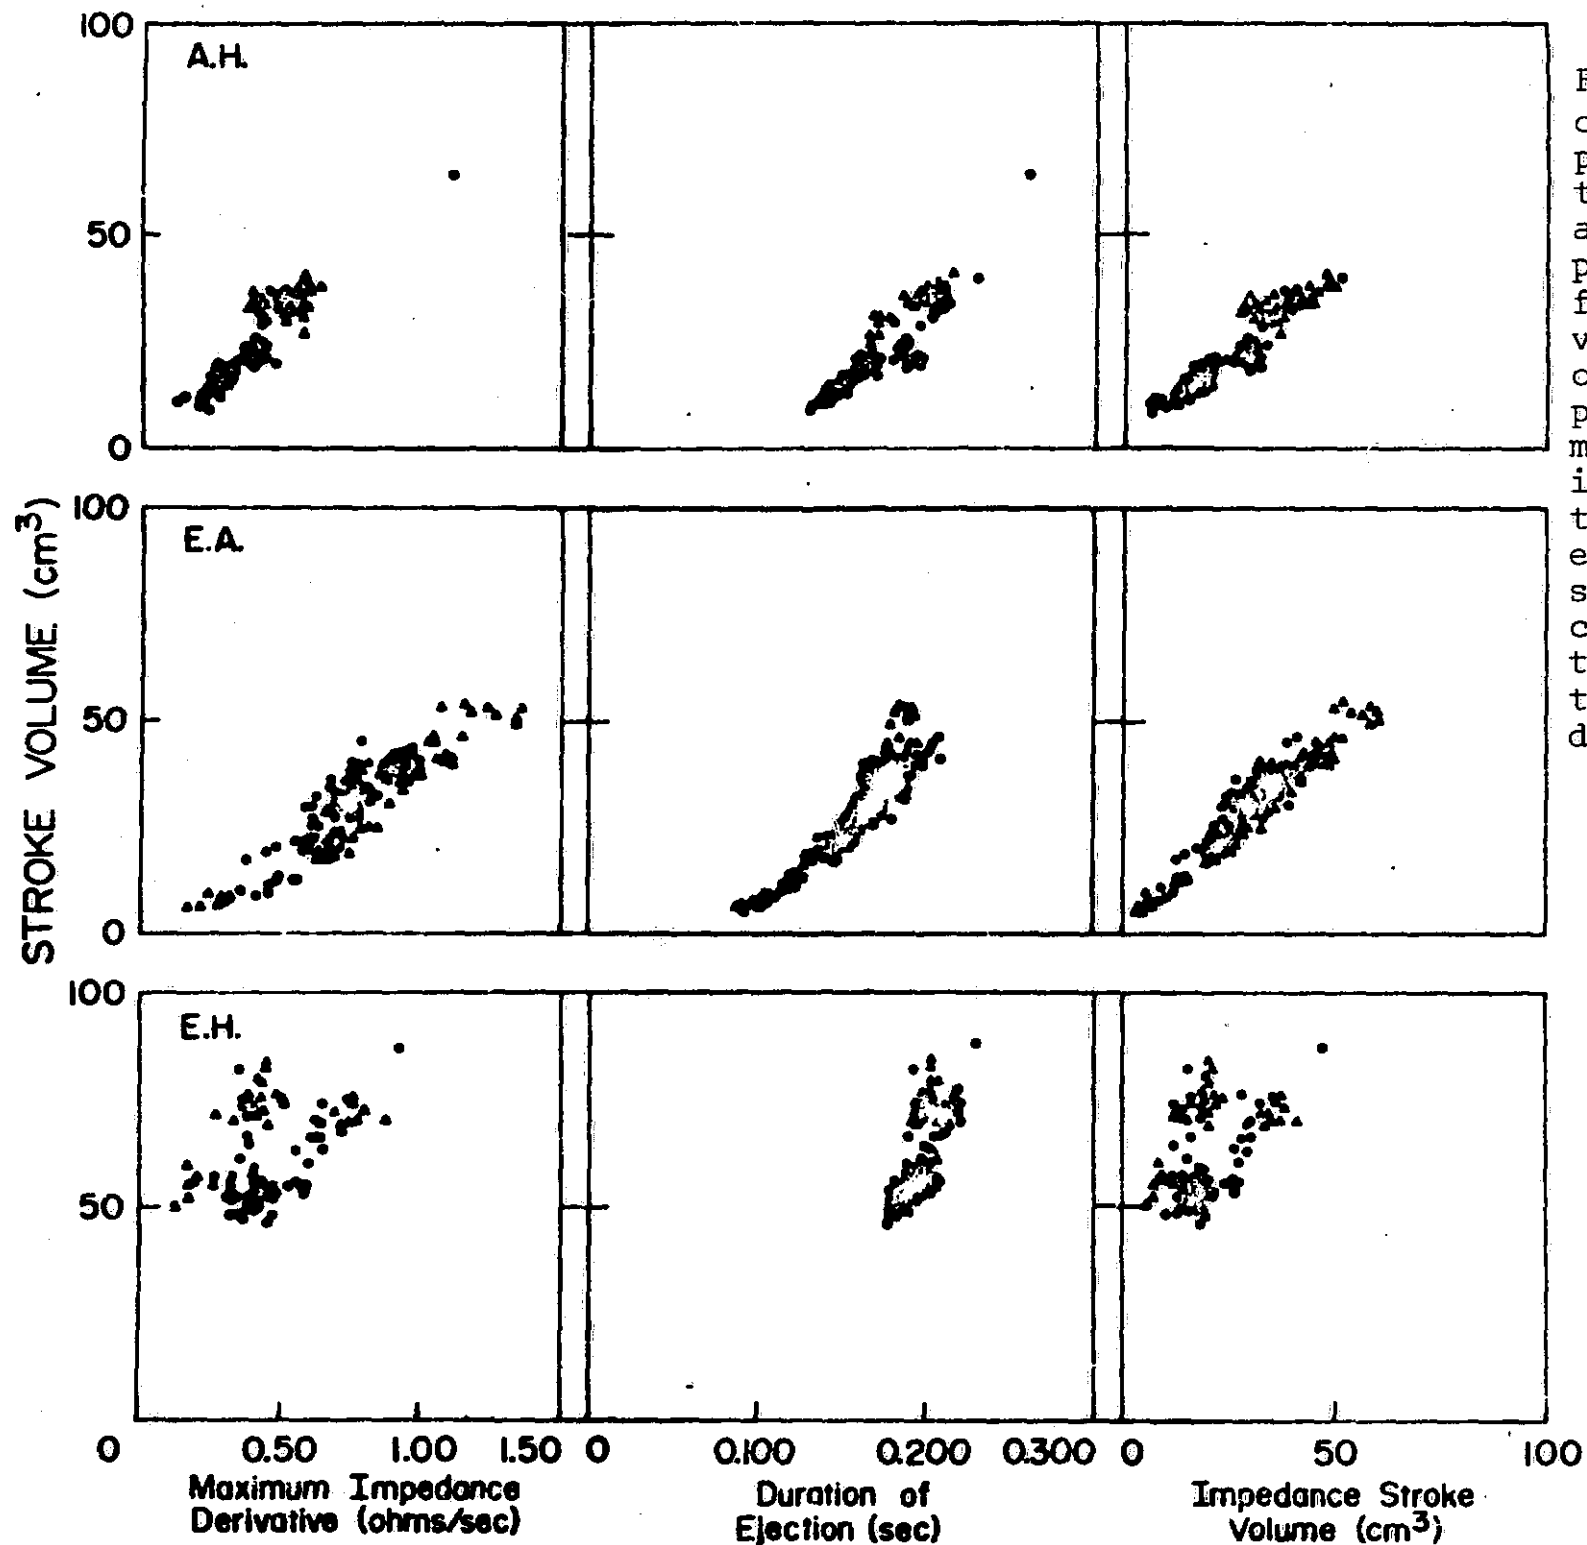 100
A.H.
50
0
STROKE VOLUME (cm³)
100
E.A.
50
0
100
E.H.
50
0 0.50 1.00 1.50 0 0.100 0.200 0.300 0 50 100
Maximum Impedance
Derivative (ohms/sec)
Duration of
Ejection (sec)
Impedance Stroke
Volume (cm³)
c
p
t
a
p
f
v
o
p
m
i
t
e
s
c
t
t
d